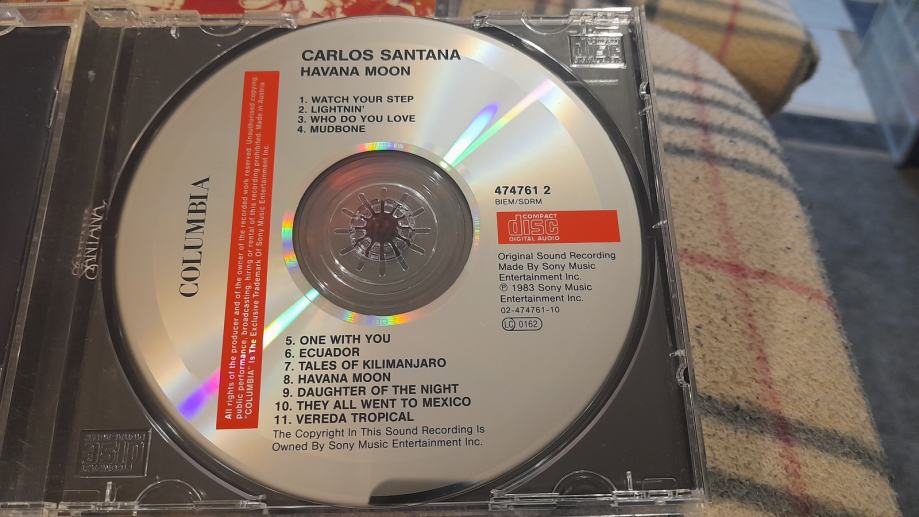 CARLOS SANTANA
HAVANA MOON
1. WATCH YOUR STEP
2. LIGHTNIN'
3. WHO DO YOU LOVE
4. MUDBONE
COLUMBIA
All rights of the producer and of the owner of the recorded work reserved. Unauthorised copying,
public performance, broadcasting, hiring or rental of this recording prohibited. Made in Austria
"COLUMBIA" is The Exclusive Trademark Of Sony Music Entertainment Inc.
474761 2
BIEM/SDRM
COMPACT
disc
DIGITAL AUDIO
Original Sound Recording
Made By Sony Music
Entertainment Inc.
℗ 1983 Sony Music
Entertainment Inc.
02-474761-10
LC 0162
5. ONE WITH YOU
6. ECUADOR
7. TALES OF KILIMANJARO
8. HAVANA MOON
9. DAUGHTER OF THE NIGHT
10. THEY ALL WENT TO MEXICO
11. VEREDA TROPICAL
The Copyright In This Sound Recording Is
Owned By Sony Music Entertainment Inc.
SANTANA